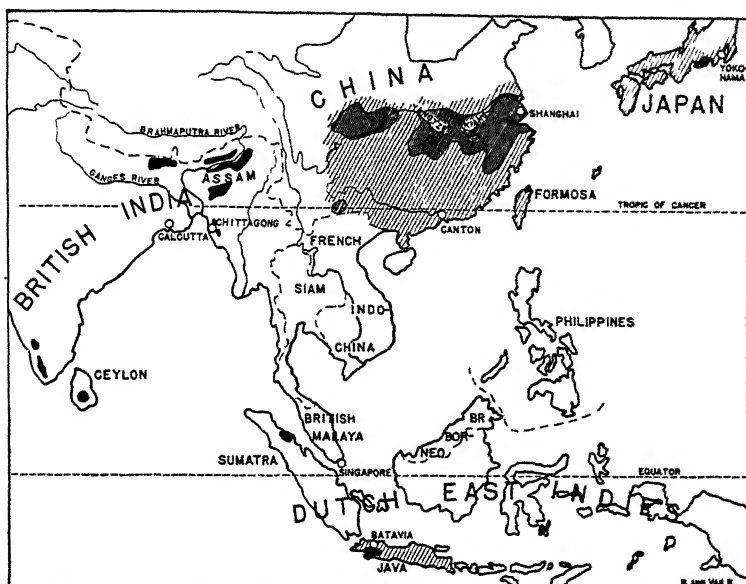 CHINA
YOKO-
HAMA
JAPAN
SHANGHAI
BRAHMAPUTRA RIVER
GANGES RIVER
ASSAM
FORMOSA
TROPIC OF CANCER
BRITISH INDIA
CHITTAGONG
CALCUTTA
CANTON
FRENCH
INDO-
CHINA
SIAM
PHILIPPINES
CEYLON
BRITISH
MALAYA
BR
BOR-
NEO
SUMATRA
SINGAPORE
EQUATOR
DUTCH EAST INDIES
BATAVIA
JAVA